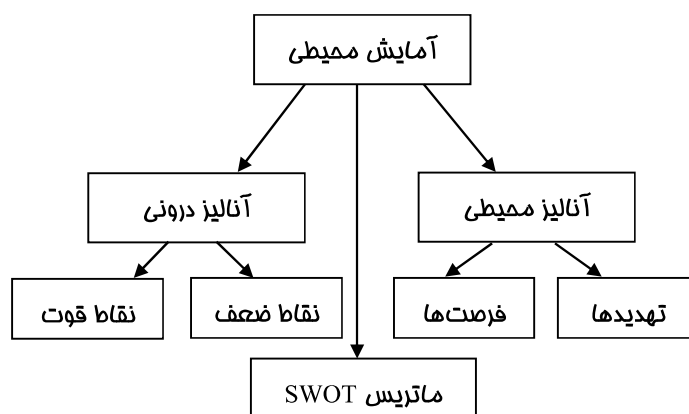 آمایش محیطی
آنالیز محیطی
آنالیز درونی
تهدیدها
فرصت‌ها
نقاط ضعف
نقاط قوت
ماتریس SWOT